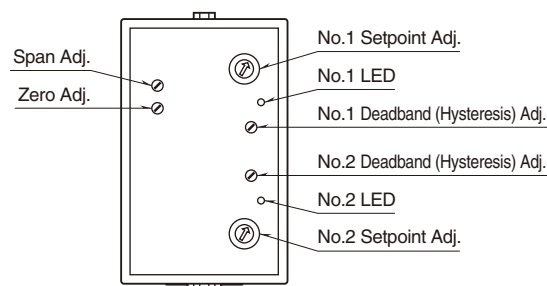 Span Adj.
Zero Adj.
No.1 Setpoint Adj.
No.1 LED
No.1 Deadband (Hysteresis) Adj.
No.2 Deadband (Hysteresis) Adj.
No.2 LED
No.2 Setpoint Adj.